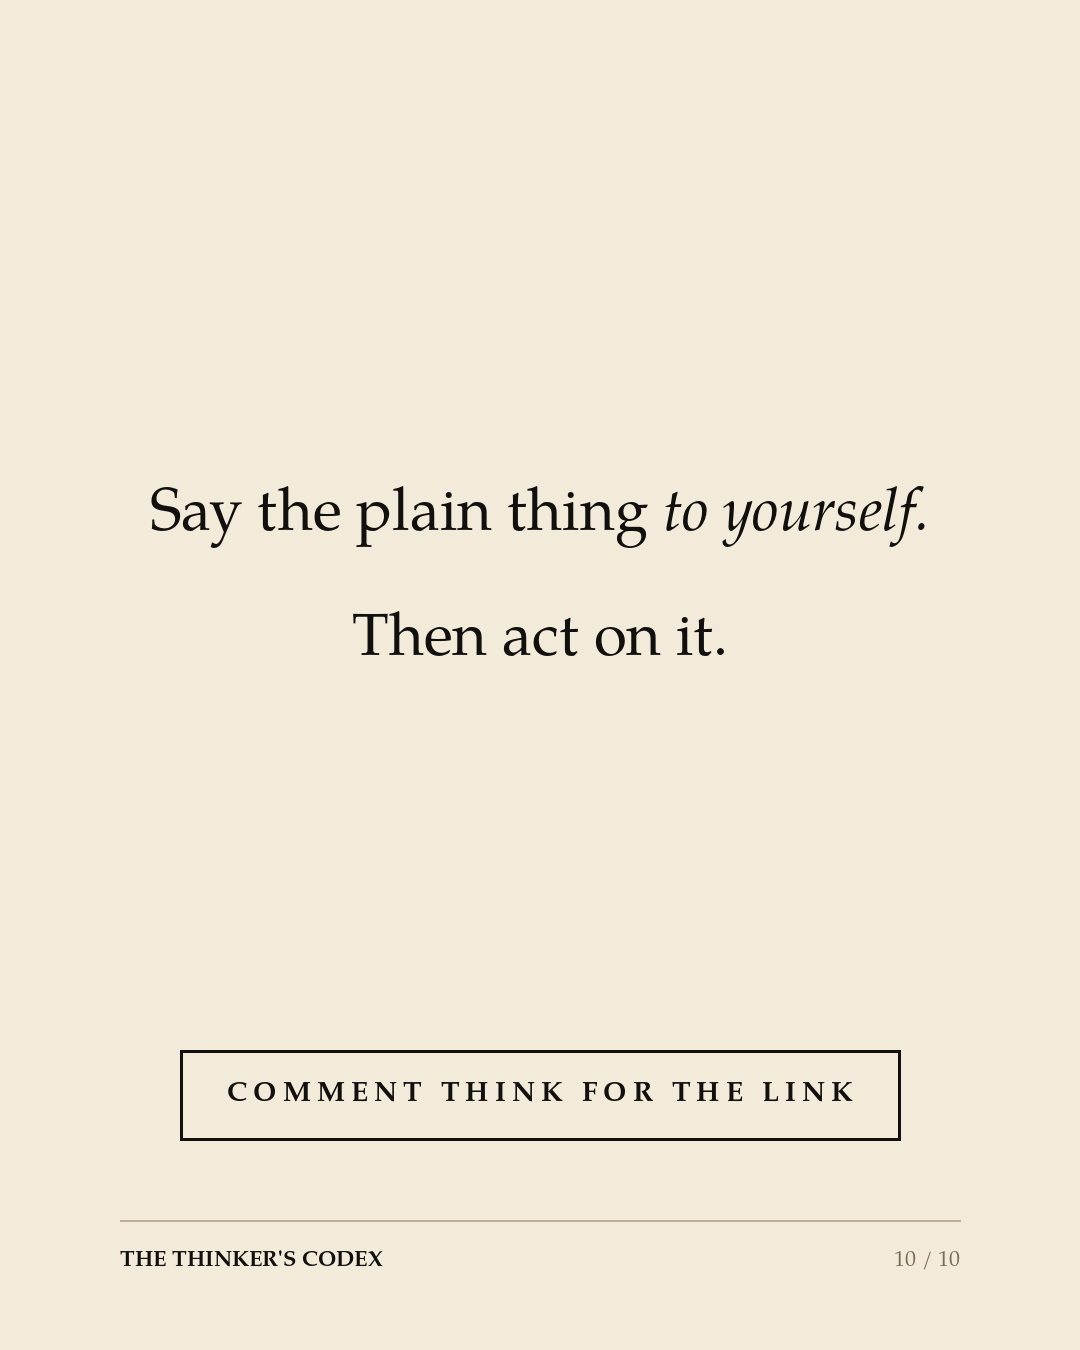 Say the plain thing to yourself.
Then act on it.
COMMENT THINK FOR THE LINK
THE THINKER'S CODEX
10 / 10